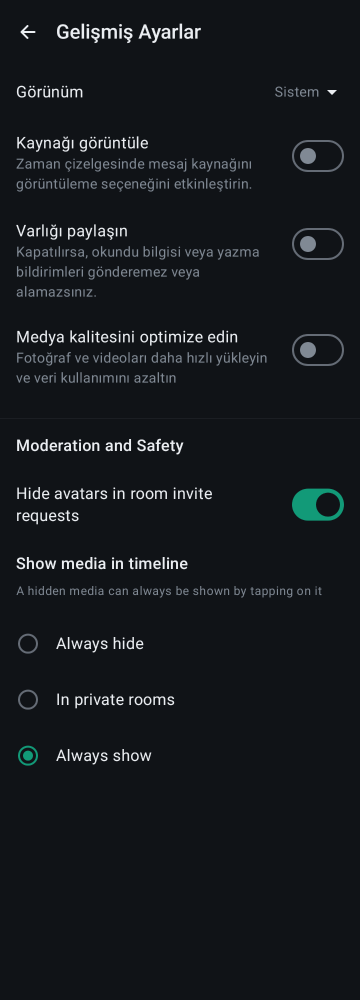 Gelişmiş Ayarlar
Görünüm
Sistem
Kaynağı görüntüle
Zaman çizelgesinde mesaj kaynağını
görüntüleme seçeneğini etkinleştirin.
Varlığı paylaşın
Kapatılırsa, okundu bilgisi veya yazma
bildirimleri gönderemez veya
alamazsınız.
Medya kalitesini optimize edin
Fotoğraf ve videoları daha hızlı yükleyin
ve veri kullanımını azaltın
Moderation and Safety
Hide avatars in room invite
requests
Show media in timeline
A hidden media can always be shown by tapping on it
Always hide
In private rooms
Always show